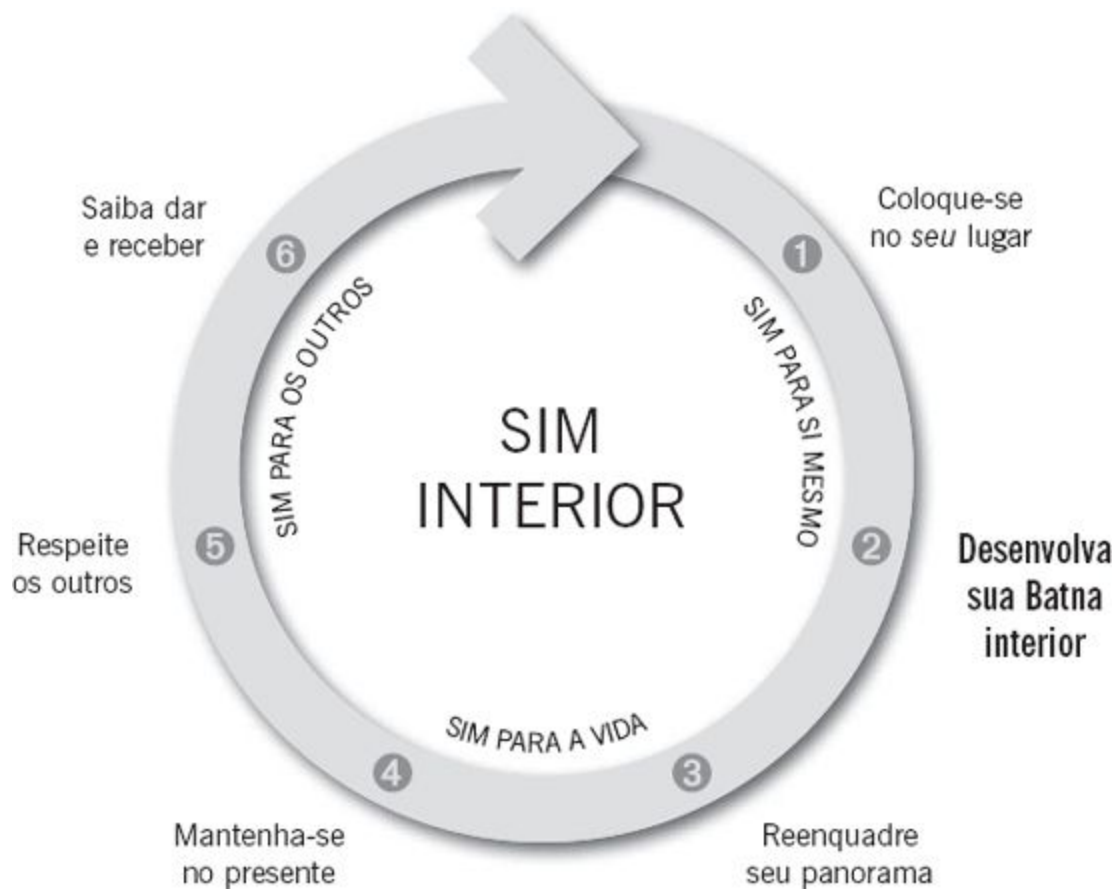 SIM
INTERIOR
SIM PARA SI MESMO
1
Coloque-se
no seu lugar
2
Desenvolva
sua Batna
interior
SIM PARA A VIDA
3
Reenquadre
seu panorama
4
Mantenha-se
no presente
SIM PARA OS OUTROS
5
Respeite
os outros
6
Saiba dar
e receber